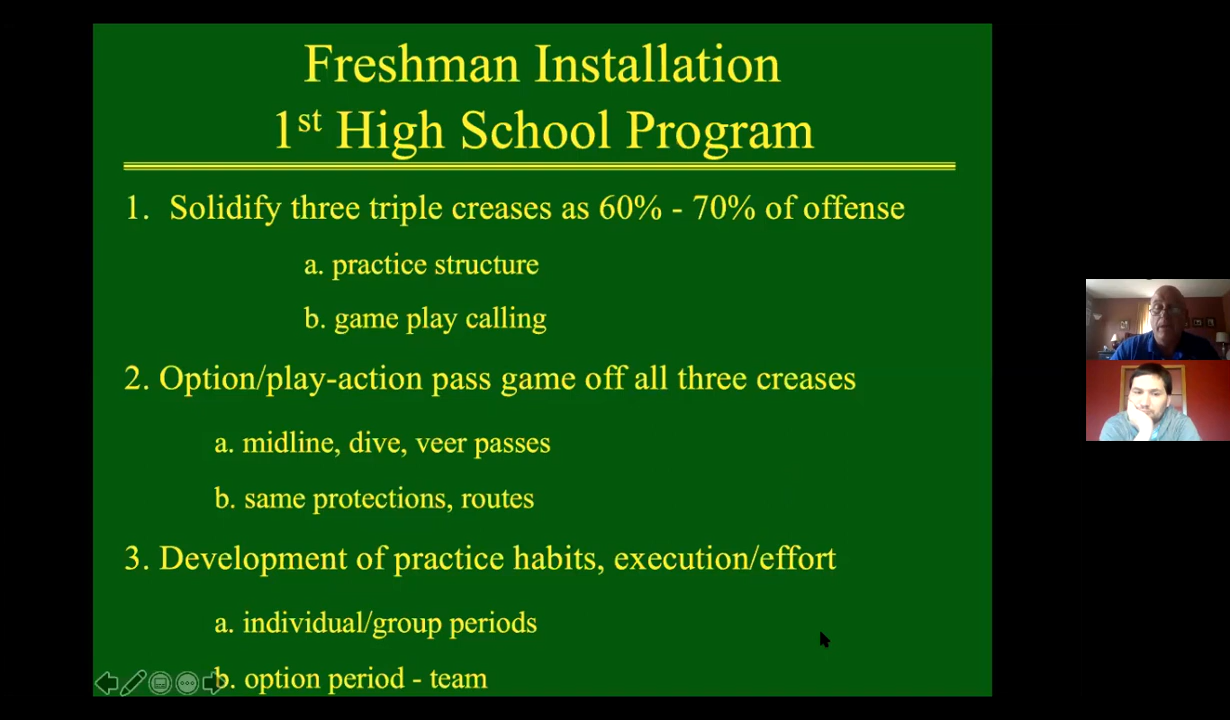 Freshman Installation
1st High School Program
1. Solidify three triple creases as 60% - 70% of offense
a. practice structure
b. game play calling
2. Option/play-action pass game off all three creases
a. midline, dive, veer passes
b. same protections, routes
3. Development of practice habits, execution/effort
a. individual/group periods
b. option period - team